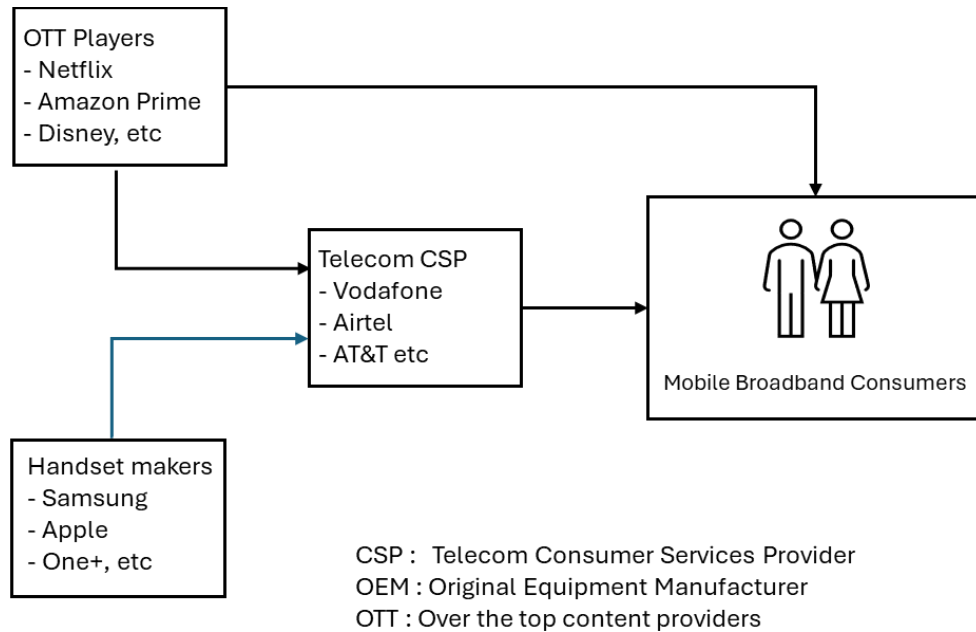 OTT Players
- Netflix
- Amazon Prime
- Disney, etc
Telecom CSP
- Vodafone
- Airtel
- AT&T etc
Mobile Broadband Consumers
Handset makers
- Samsung
- Apple
- One+, etc
CSP : Telecom Consumer Services Provider
OEM : Original Equipment Manufacturer
OTT : Over the top content providers